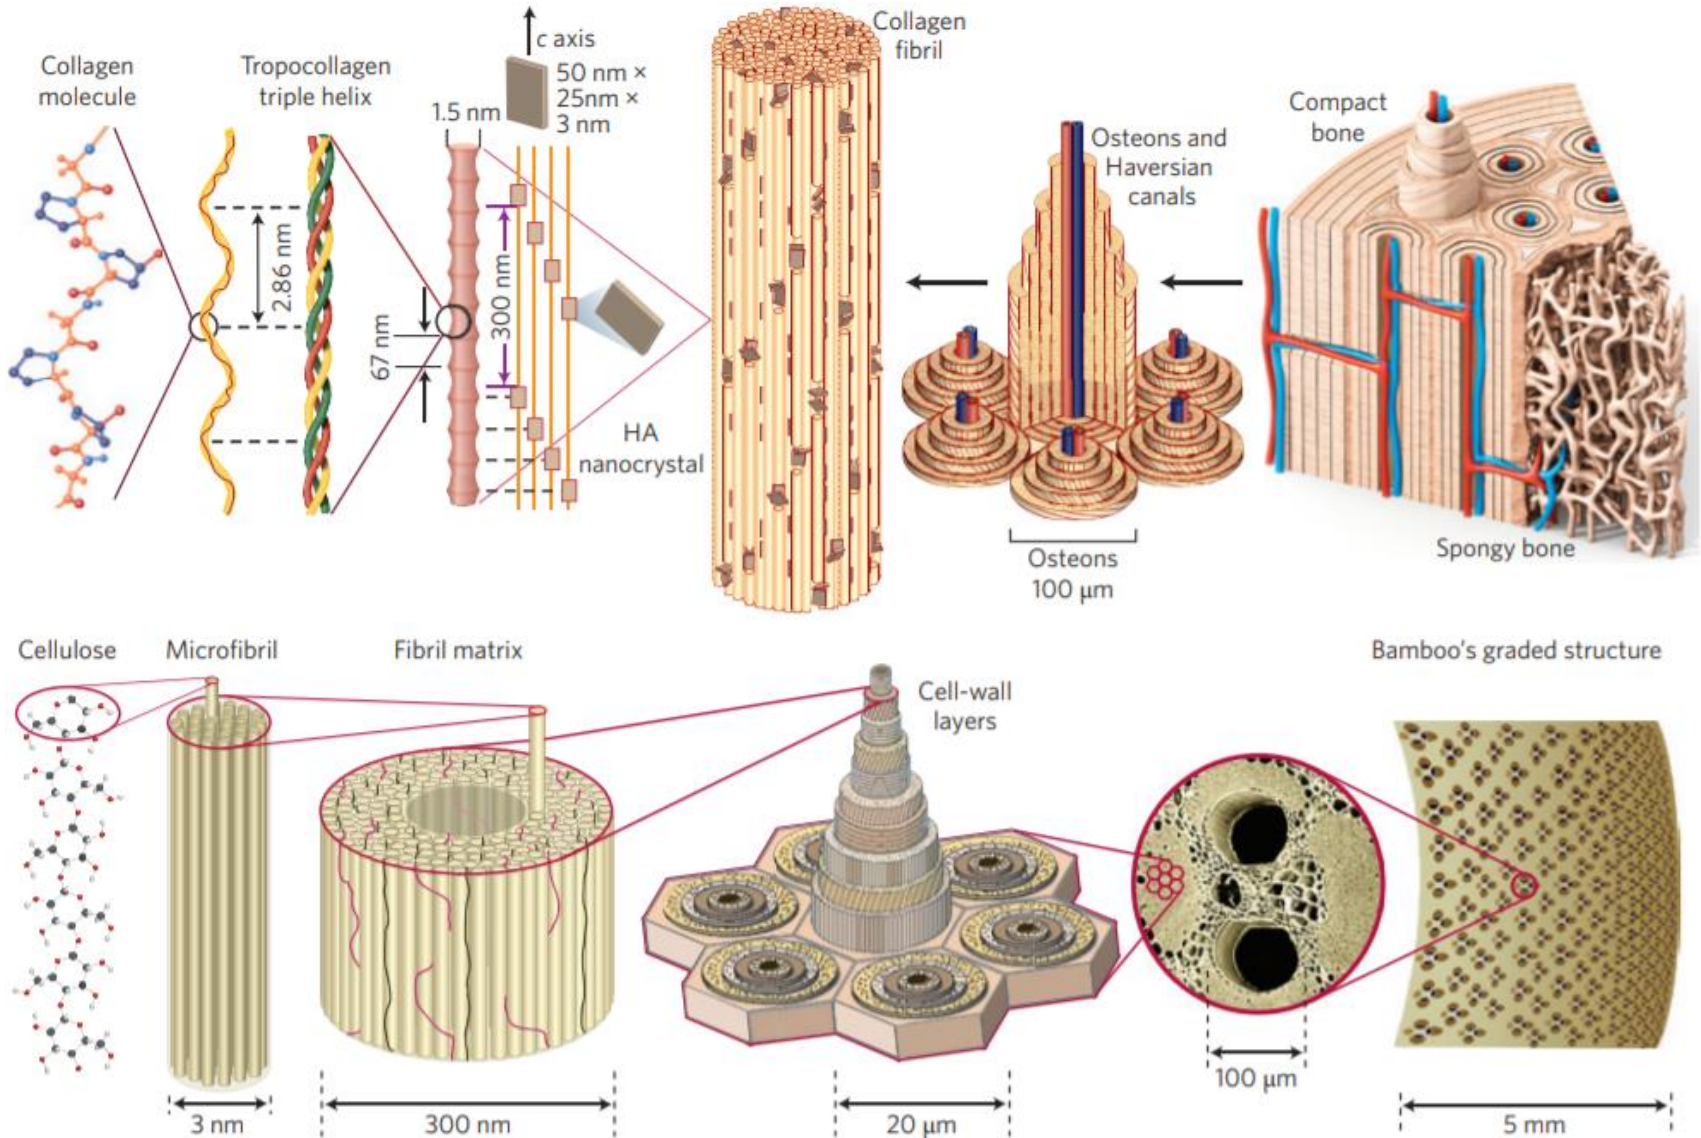 Collagen
molecule
Tropocollagen
triple helix
2.86 nm
67 nm
1.5 nm
c axis
50 nm ×
25nm ×
3 nm
300 nm
HA
nanocrystal
Collagen
fibril
Osteons and
Haversian
canals
Osteons
100 μm
Compact
bone
Spongy bone
Cellulose
Microfibril
Fibril matrix
Cell-wall
layers
Bamboo's graded structure
3 nm
300 nm
20 μm
100 μm
5 mm